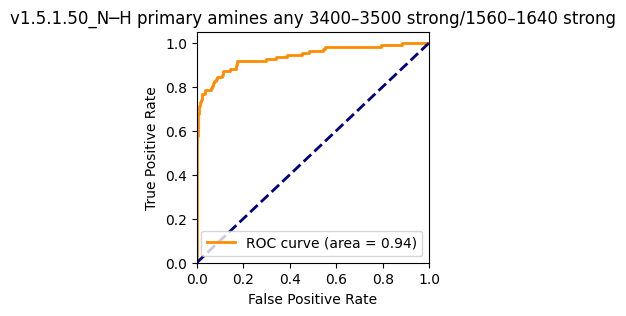 v1.5.1.50_N─H primary amines any 3400–3500 strong/1560–1640 strong
1.0
0.8
0.6
0.4
0.2
0.0
True Positive Rate
ROC curve (area = 0.94)
0.0 0.2 0.4 0.6 0.8 1.0
False Positive Rate